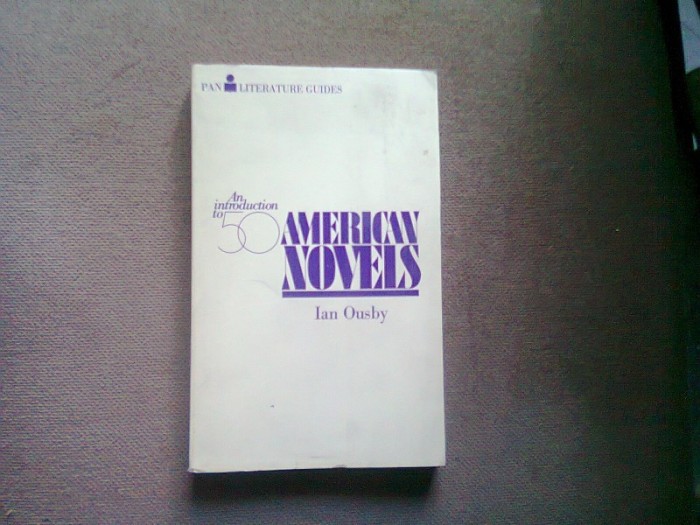 PAN LITERATURE GUIDES
An
introduction
to 50 AMERICAN
NOVELS
Ian Ousby